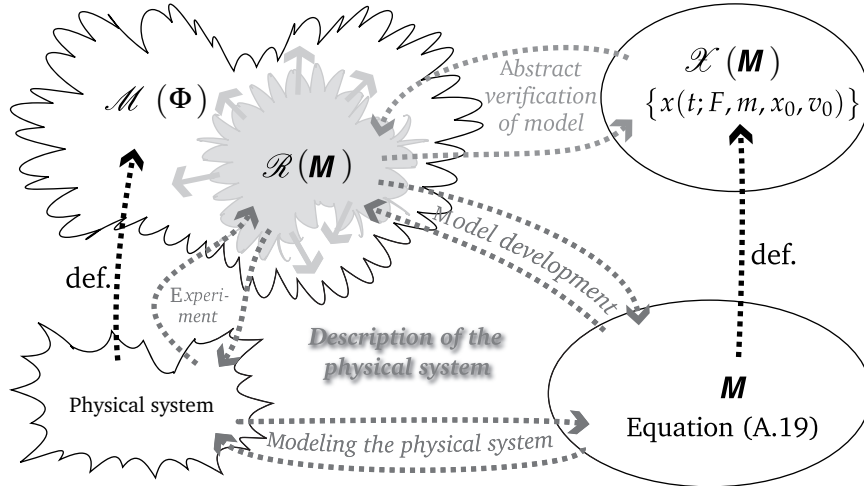 ℳ (Φ)
ℛ(M)
Abstract
verification
of model
𝒳 (M)
{x(t; F, m, x₀, v₀)}
def.
def.
Experi-
ment
Model development
Description of the
physical system
Physical system
Modeling the physical system
M
Equation (A.19)